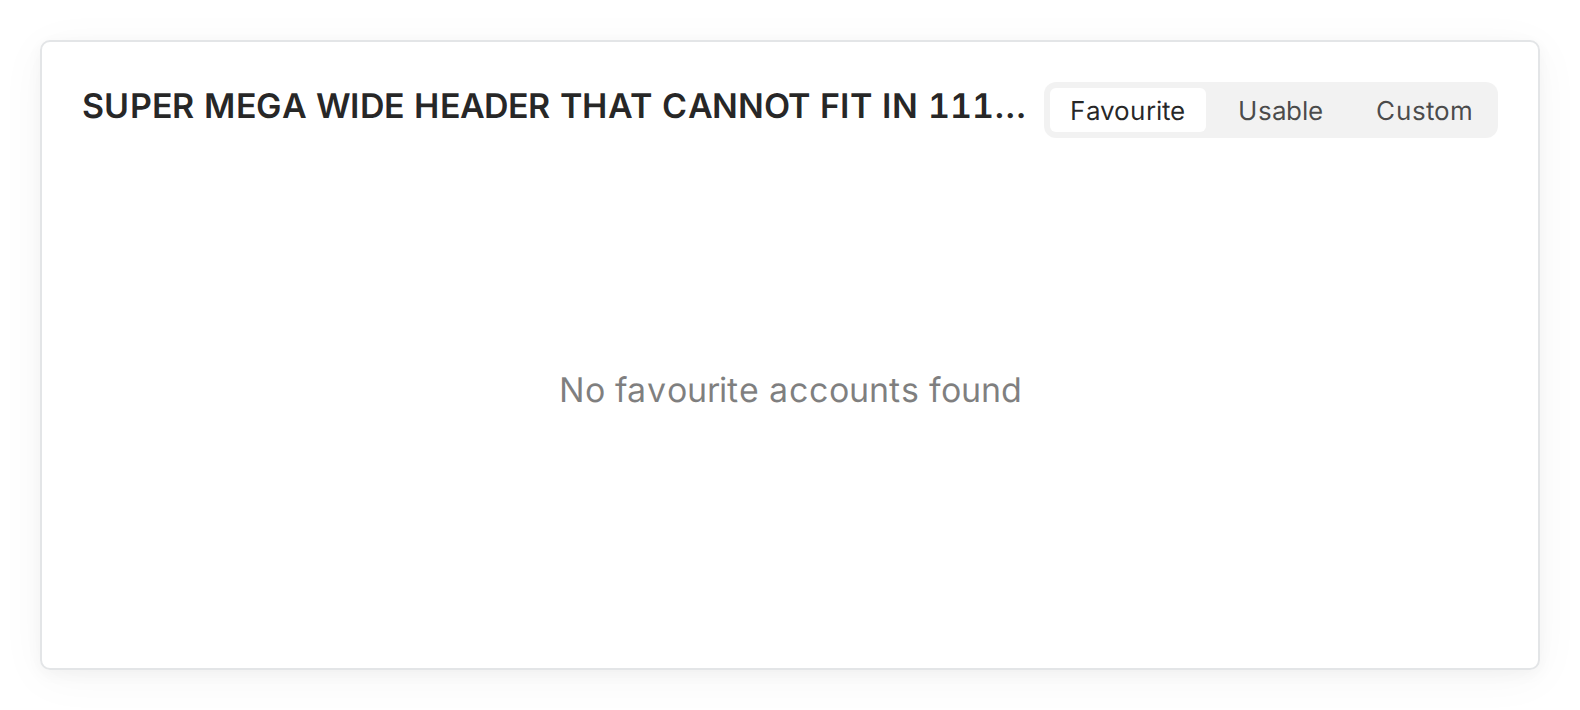 SUPER MEGA WIDE HEADER THAT CANNOT FIT IN 111...
Favourite
Usable
Custom
No favourite accounts found